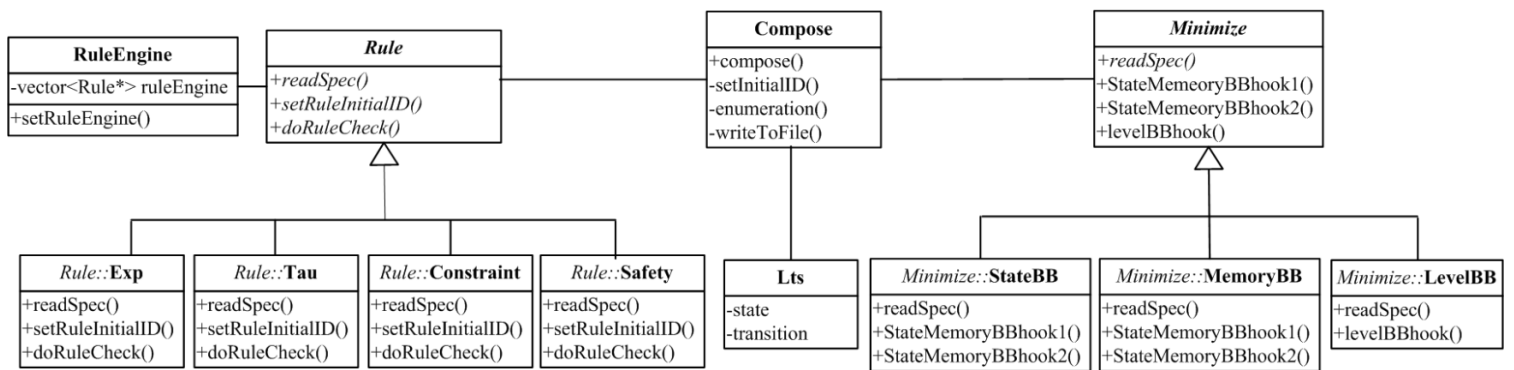 RuleEngine
-vector<Rule*> ruleEngine
+setRuleEngine()
Rule
+readSpec()
+setRuleInitialID()
+doRuleCheck()
Compose
+compose()
-setInitialID()
-enumeration()
-writeToFile()
Minimize
+readSpec()
+StateMemeoryBBhook1()
+StateMemoryBBhook2()
+levelBBhook()
Rule::Exp
+readSpec()
+setRuleInitialID()
+doRuleCheck()
Rule::Tau
+readSpec()
+setRuleInitialID()
+doRuleCheck()
Rule::Constraint
+readSpec()
+setRuleInitialID()
+doRuleCheck()
Rule::Safety
+readSpec()
+setRuleInitialID()
+doRuleCheck()
Lts
-state
-transition
Minimize::StateBB
+readSpec()
+StateMemoryBBhook1()
+StateMemoryBBhook2()
Minimize::MemoryBB
+readSpec()
+StateMemoryBBhook1()
+StateMemoryBBhook2()
Minimize::LevelBB
+readSpec()
+levelBBhook()